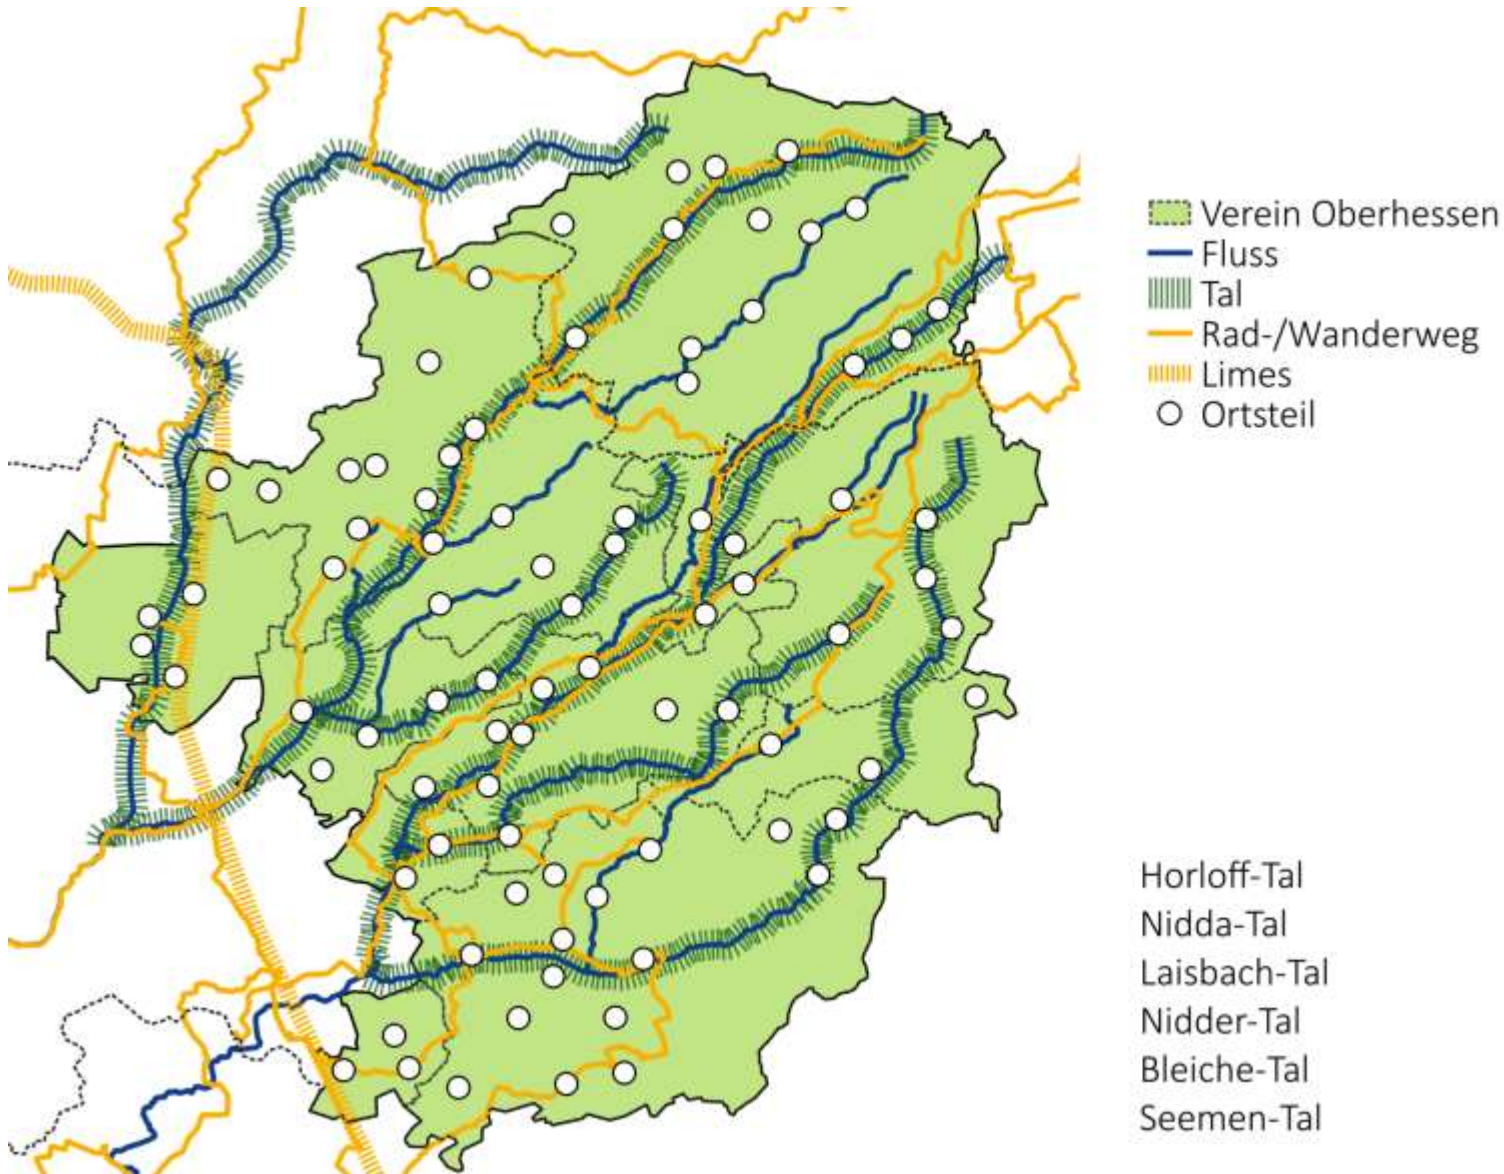 Verein Oberhessen
Fluss
Tal
Rad-/Wanderweg
Limes
Ortsteil
Horloff-Tal
Nidda-Tal
Laisbach-Tal
Nidder-Tal
Bleiche-Tal
Seemen-Tal